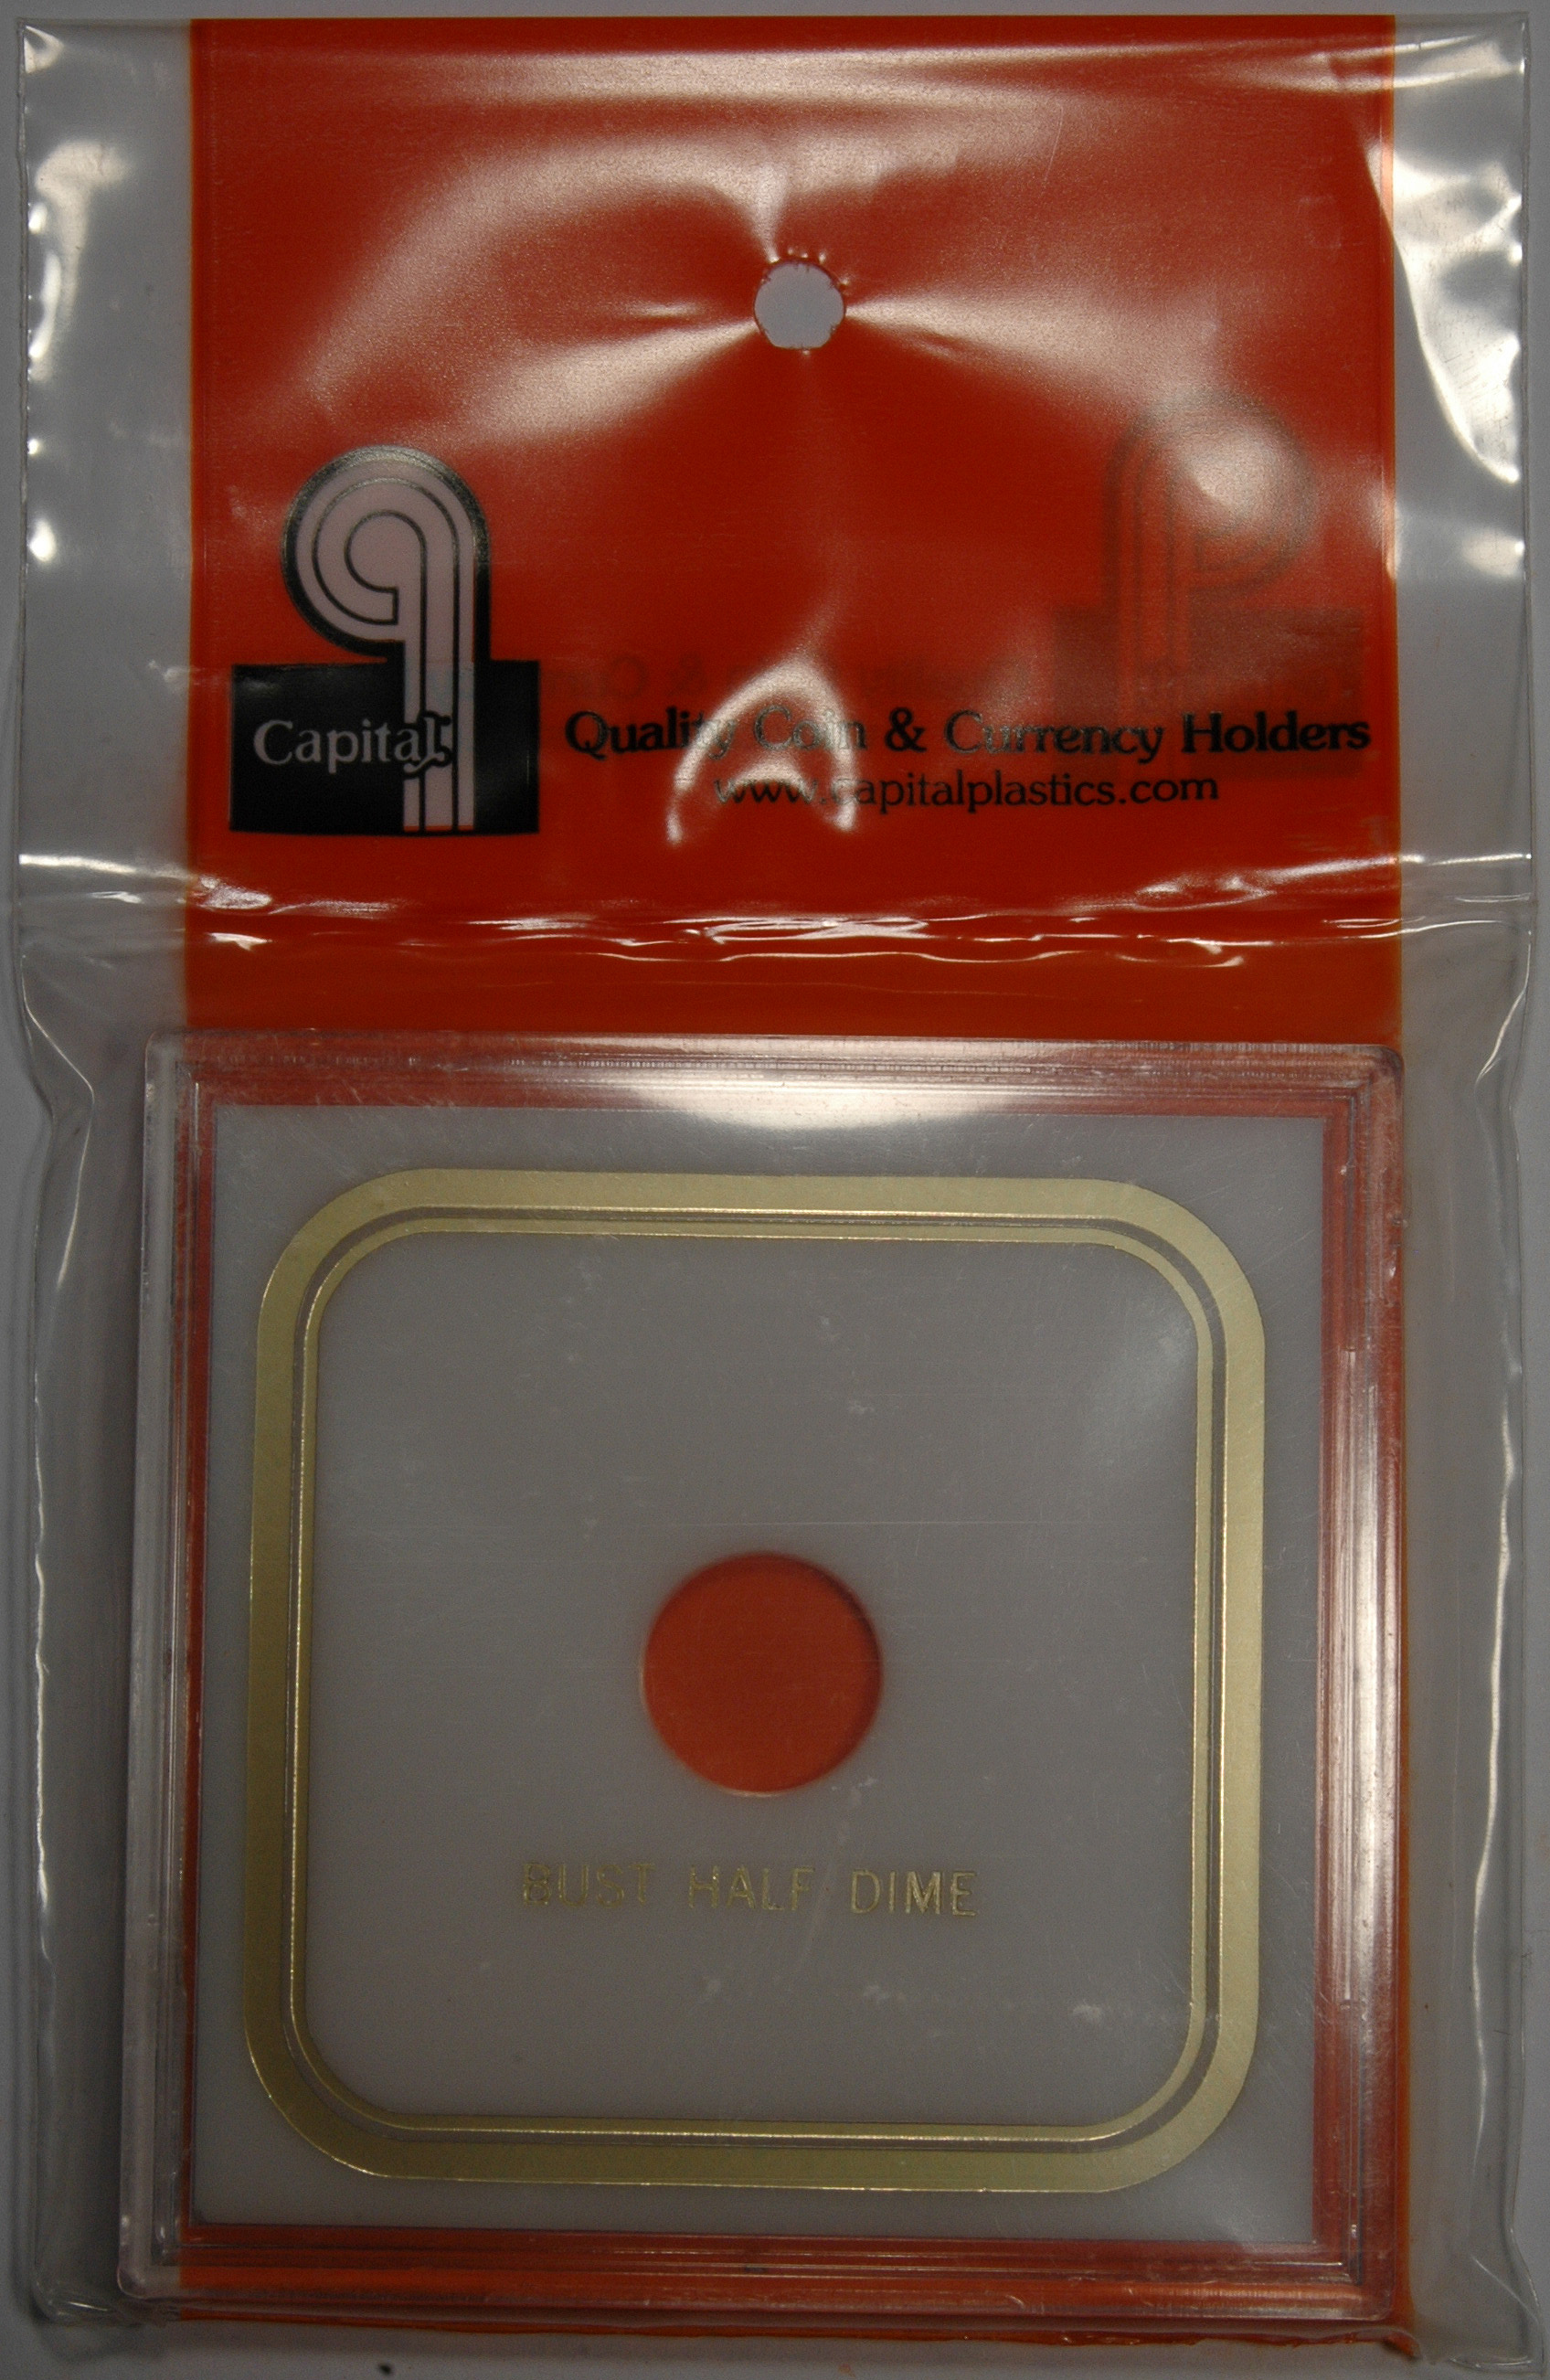 Capital
Quality Coin & Currency Holders
www.capitalplastics.com
BUST HALF DIME